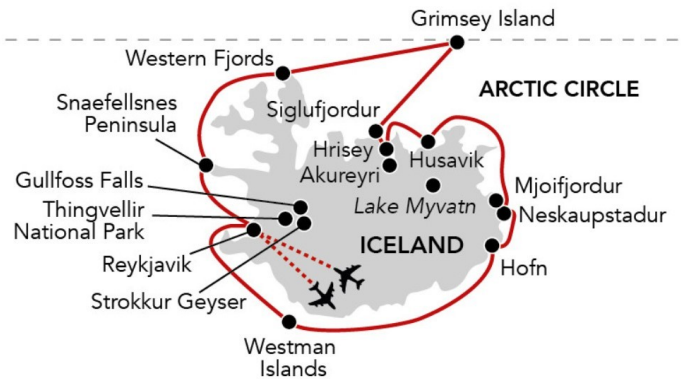 Grimsey Island
Western Fjords
ARCTIC CIRCLE
Snaefellsnes
Peninsula
Siglufjordur
Hrisey
Husavik
Akureyri
Gullfoss Falls
Mjoifjordur
Thingvellir
National Park
Lake Myvatn
Neskaupstadur
ICELAND
Reykjavik
Hofn
Strokkur Geyser
Westman
Islands